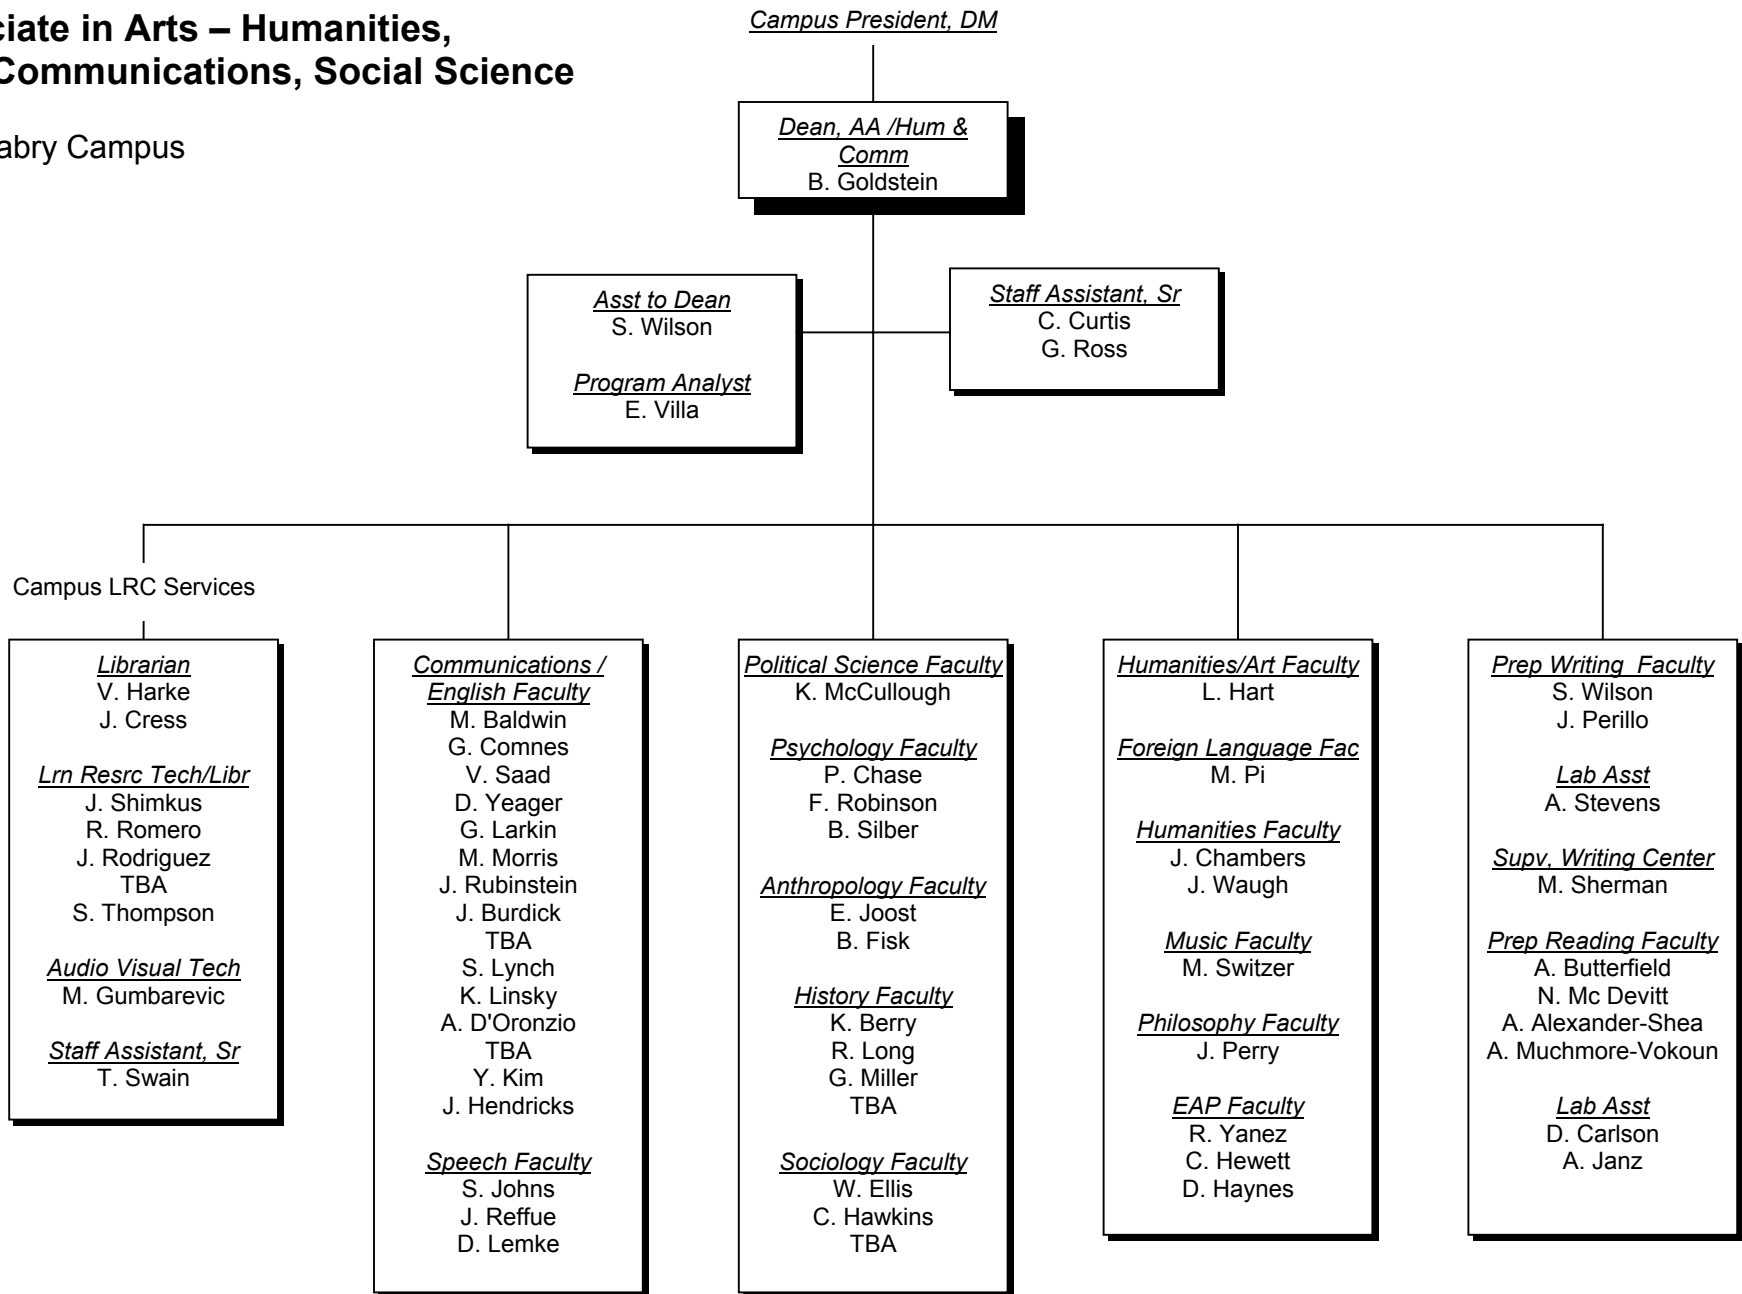 ciate in Arts – Humanities,
Communications, Social Science
abry Campus
Campus President, DM
Dean, AA /Hum &
Comm
B. Goldstein
Asst to Dean
S. Wilson
Program Analyst
E. Villa
Staff Assistant, Sr
C. Curtis
G. Ross
Campus LRC Services
Librarian
V. Harke
J. Cress
Lrn Resrc Tech/Libr
J. Shimkus
R. Romero
J. Rodriguez
TBA
S. Thompson
Audio Visual Tech
M. Gumbarevic
Staff Assistant, Sr
T. Swain
Communications /
English Faculty
M. Baldwin
G. Comnes
V. Saad
D. Yeager
G. Larkin
M. Morris
J. Rubinstein
J. Burdick
TBA
S. Lynch
K. Linsky
A. D'Oronzio
TBA
Y. Kim
J. Hendricks
Speech Faculty
S. Johns
J. Reffue
D. Lemke
Political Science Faculty
K. McCullough
Psychology Faculty
P. Chase
F. Robinson
B. Silber
Anthropology Faculty
E. Joost
B. Fisk
History Faculty
K. Berry
R. Long
G. Miller
TBA
Sociology Faculty
W. Ellis
C. Hawkins
TBA
Humanities/Art Faculty
L. Hart
Foreign Language Fac
M. Pi
Humanities Faculty
J. Chambers
J. Waugh
Music Faculty
M. Switzer
Philosophy Faculty
J. Perry
EAP Faculty
R. Yanez
C. Hewett
D. Haynes
Prep Writing  Faculty
S. Wilson
J. Perillo
Lab Asst
A. Stevens
Supv, Writing Center
M. Sherman
Prep Reading Faculty
A. Butterfield
N. Mc Devitt
A. Alexander-Shea
A. Muchmore-Vokoun
Lab Asst
D. Carlson
A. Janz